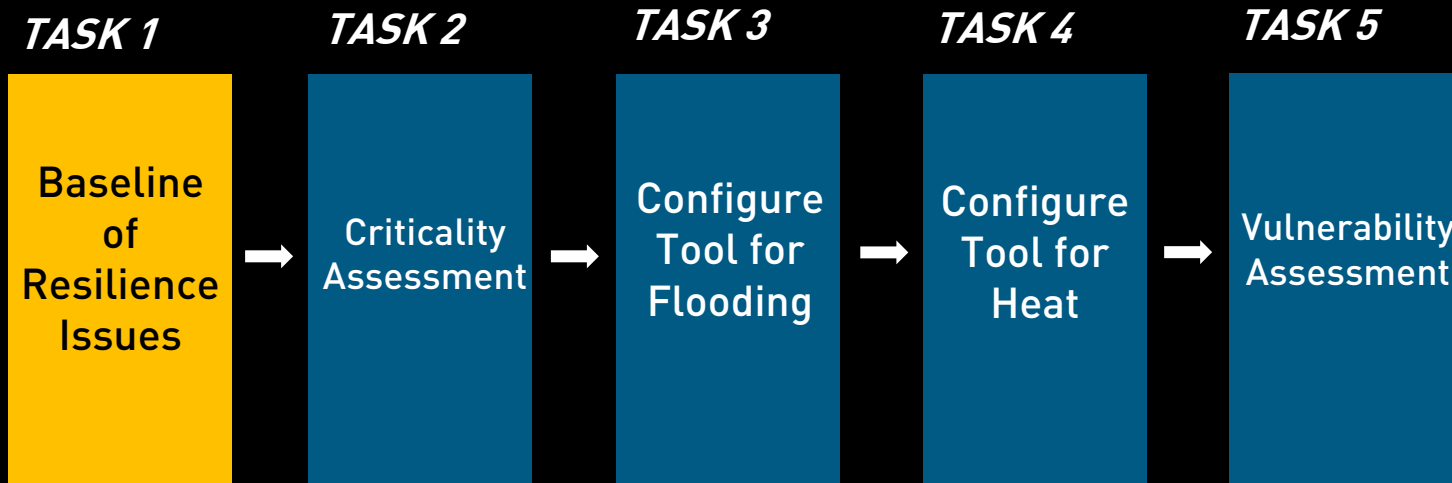 TASK 1
TASK 2
TASK 3
TASK 4
TASK 5
Baseline
of
Resilience
Issues
Criticality
Assessment
Configure
Tool for
Flooding
Configure
Tool for
Heat
Vulnerability
Assessment